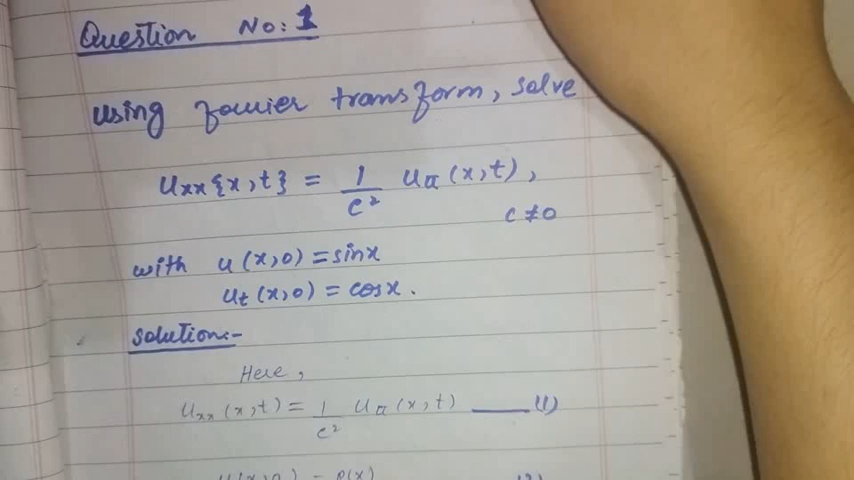 Question No: 1
using fourier transform, solve
uxx{x,t} = 1/c² utt(x,t),
c≠0
with u(x,0) = sinx
ut(x,0) = cosx.
solution:-
Here,
uxx(x,t) = 1/c² utt(x,t) —— (1)